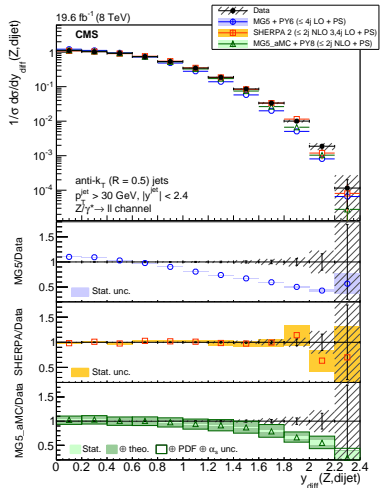 19.6 fb⁻¹ (8 TeV)
Data
MG5 + PY6 (≤ 4j LO + PS)
SHERPA 2 (≤ 2j NLO 3,4j LO + PS)
MG5_aMC + PY8 (≤ 2j NLO + PS)
CMS
1/σ dσ/dy_diff (Z,dijet)
1
10⁻¹
10⁻²
10⁻³
10⁻⁴
anti-k_T (R = 0.5) jets
p_T^jet > 30 GeV, |y^jet| < 2.4
Z/γ*→ ll channel
MG5/Data
1.5
1
0.5
Stat. unc.
SHERPA/Data
1.5
1
0.5
Stat. unc.
MG5_aMC/Data
1.5
1
0.5
Stat.
⊕ theo.
⊕ PDF ⊕ α_s unc.
0 0.2 0.4 0.6 0.8 1 1.2 1.4 1.6 1.8 2 2.2 2.4
y_diff(Z,dijet)